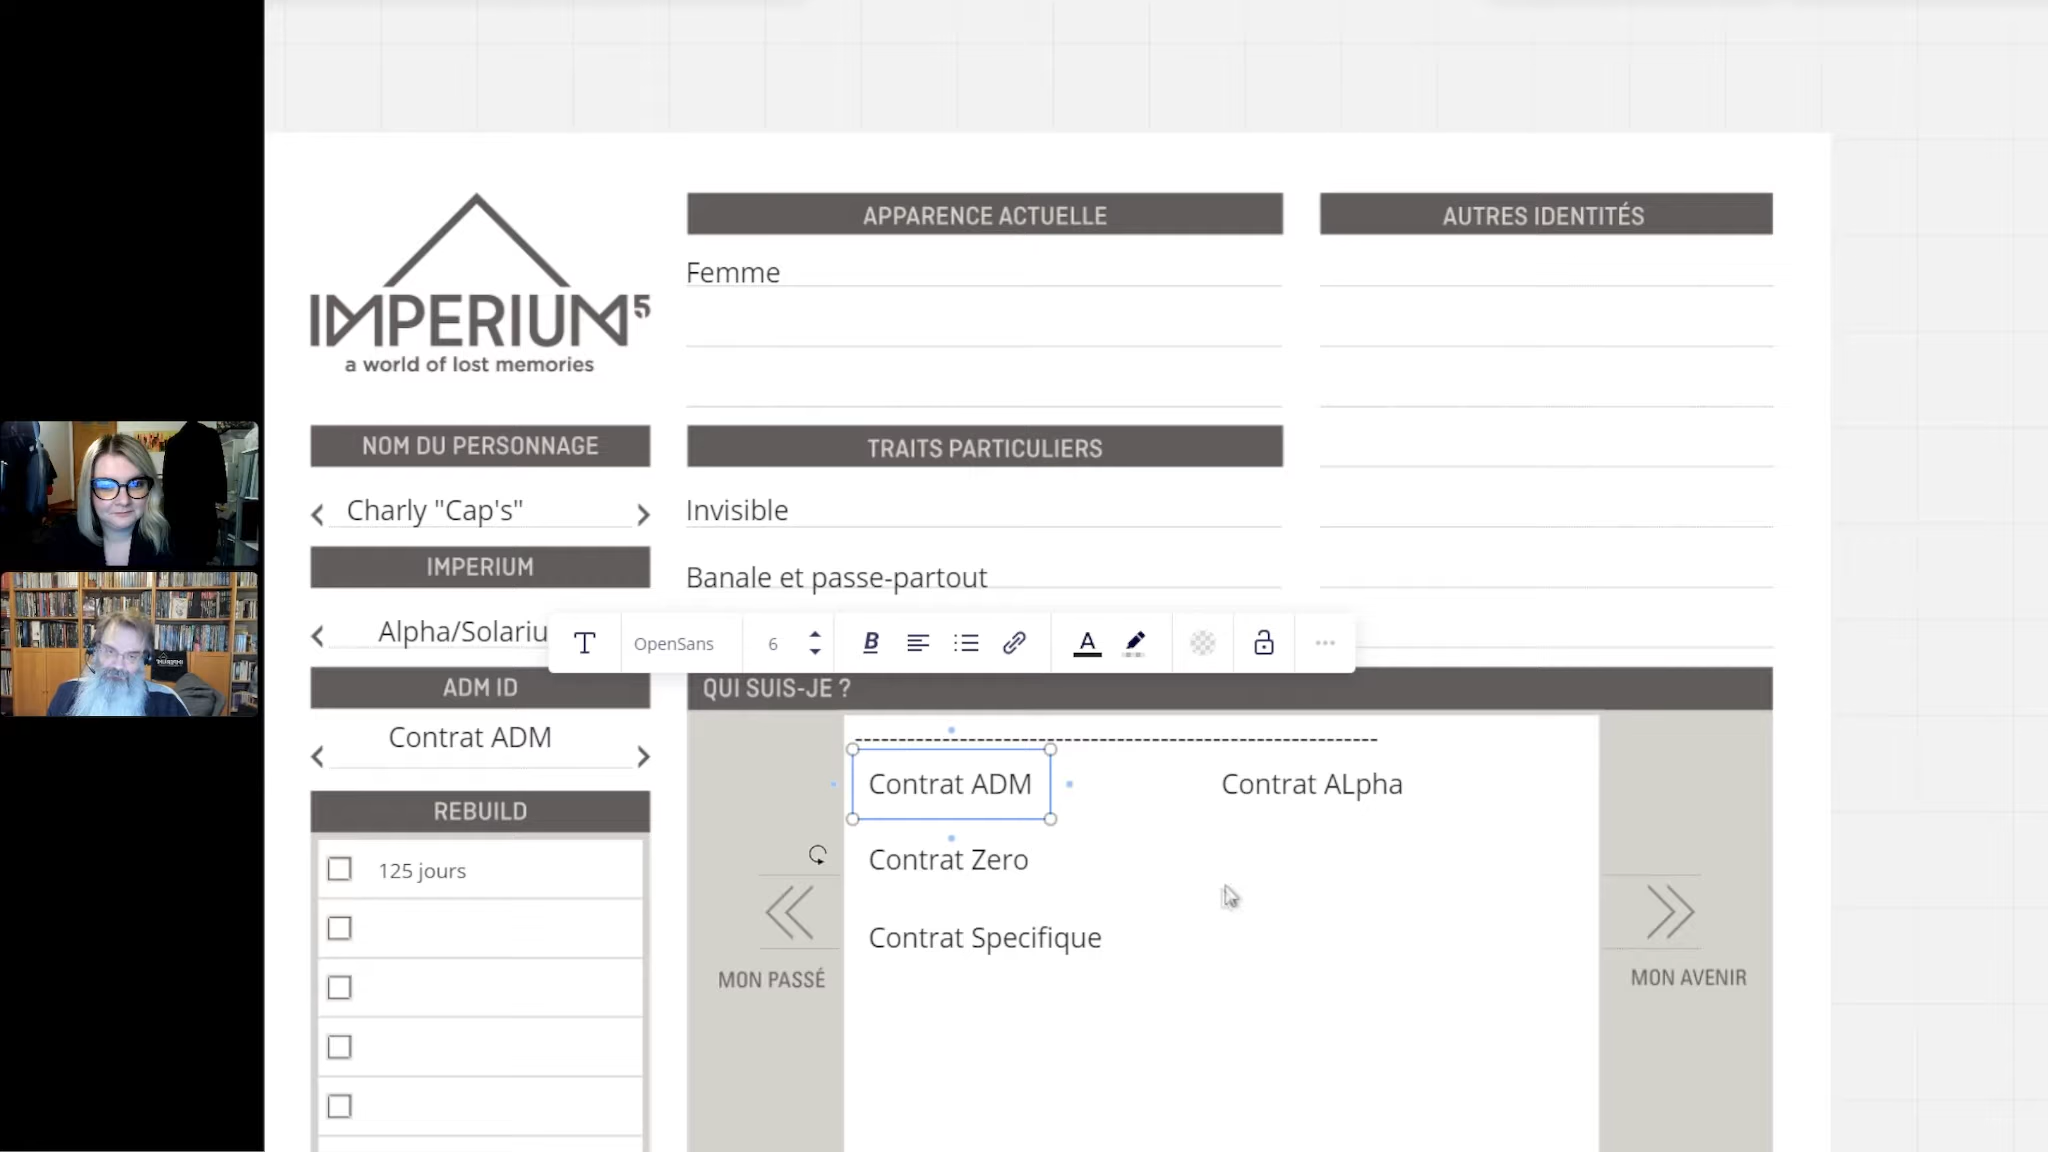 IMPERIUM5
a world of lost memories
APPARENCE ACTUELLE
Femme
AUTRES IDENTITÉS
NOM DU PERSONNAGE
Charly "Cap's"
TRAITS PARTICULIERS
Invisible
Banale et passe-partout
IMPERIUM
Alpha/Solariu
OpenSans
6
B
A
ADM ID
Contrat ADM
REBUILD
125 jours
QUI SUIS-JE ?
Contrat ADM
Contrat ALpha
Contrat Zero
Contrat Specifique
MON PASSÉ
MON AVENIR